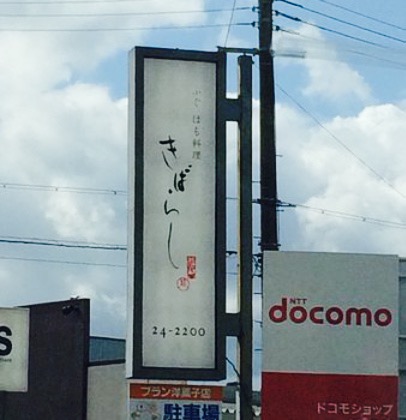 ふぐ・はも料理
きばらし
24-2200
S
NTT
docomo
ドコモショップ
ブラン洋菓子店
駐車場